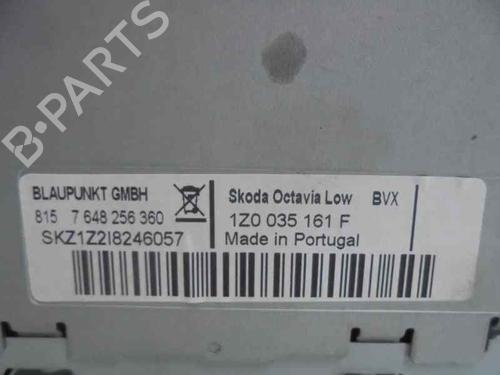 B-PARTS
BLAUPUNKT GMBH
815 7 648 256 360
SKZ1Z2I8246057
Skoda Octavia Low BVX
1Z0 035 161 F
Made in Portugal